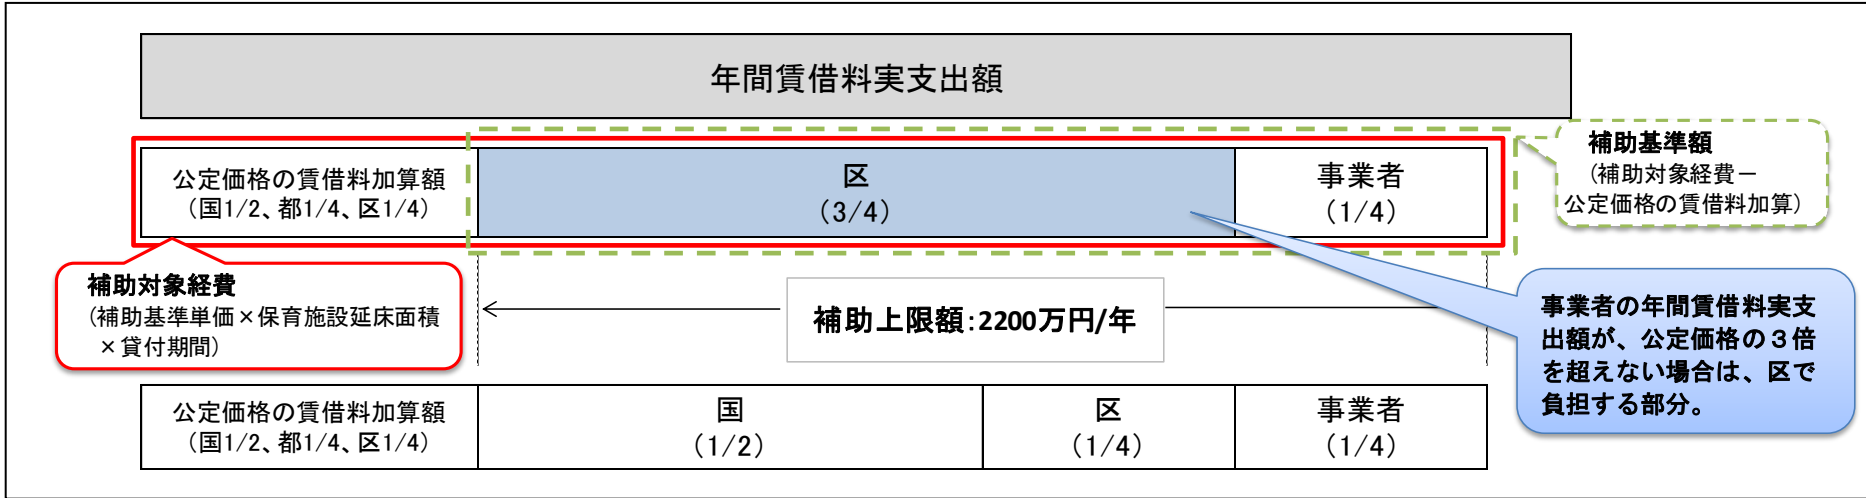 年間賃借料実支出額
公定価格の賃借料加算額
（国1/2、都1/4、区1/4）
区
（3/4）
事業者
（1/4）
補助基準額
（補助対象経費－
公定価格の賃借料加算）
補助対象経費
（補助基準単価×保育施設延床面積
×貸付期間）
補助上限額：2200万円/年
事業者の年間賃借料実支
出額が、公定価格の３倍
を超えない場合は、区で
負担する部分。
公定価格の賃借料加算額
（国1/2、都1/4、区1/4）
国
（1/2）
区
（1/4）
事業者
（1/4）